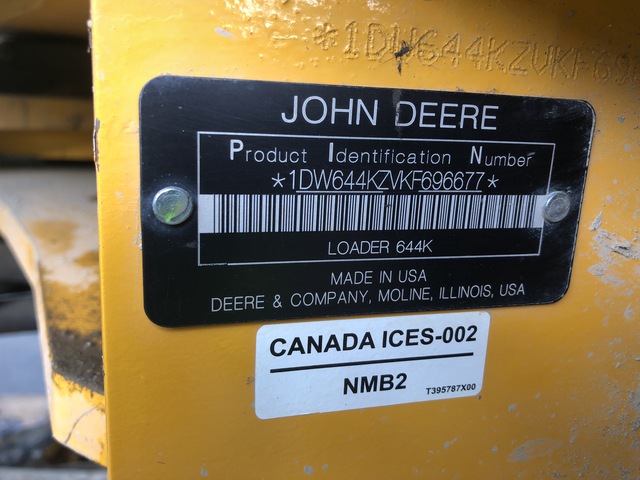 *1DW644KZVKF69
JOHN DEERE
Product Identification Number
*1DW644KZVKF696677*
LOADER 644K
MADE IN USA
DEERE & COMPANY, MOLINE, ILLINOIS, USA
CANADA ICES-002
NMB2
T395787X00